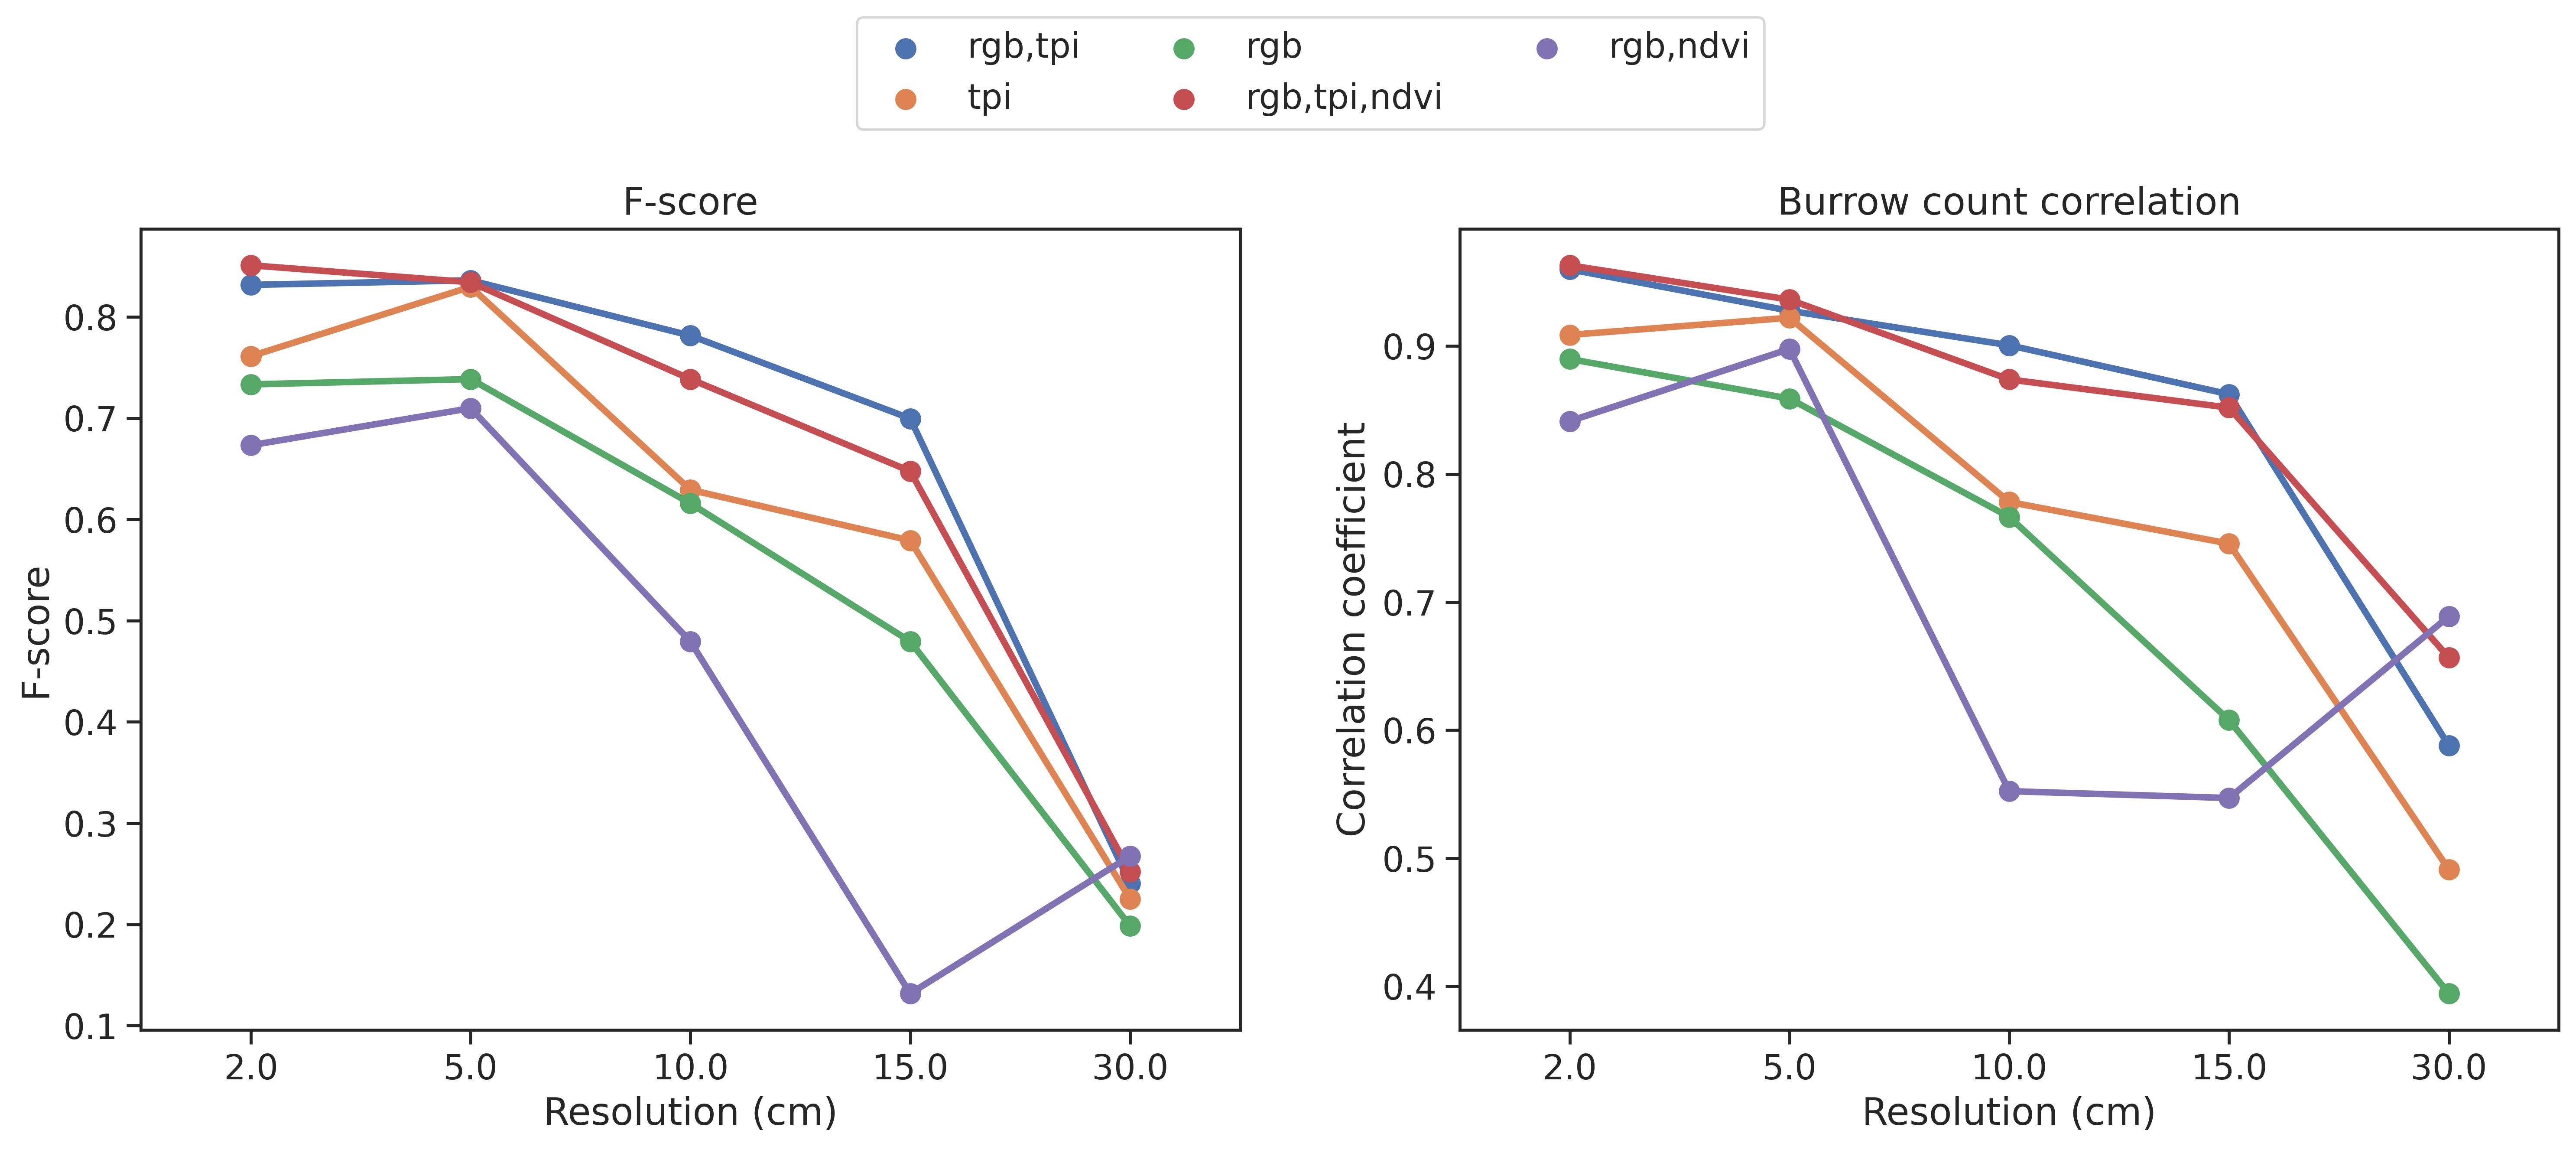 rgb,tpi
tpi
rgb
rgb,tpi,ndvi
rgb,ndvi
F-score
F-score
0.8
0.7
0.6
0.5
0.4
0.3
0.2
0.1
2.0 5.0 10.0 15.0 30.0
Resolution (cm)
Burrow count correlation
Correlation coefficient
0.9
0.8
0.7
0.6
0.5
0.4
2.0 5.0 10.0 15.0 30.0
Resolution (cm)